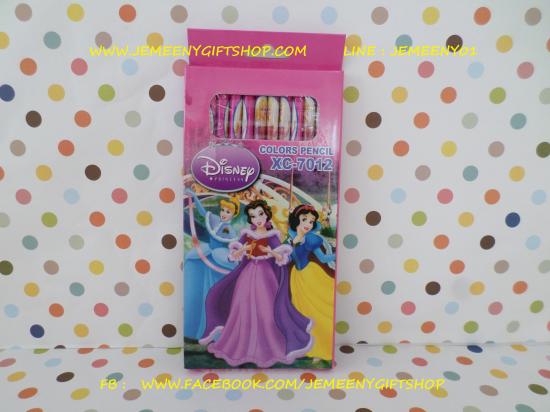 WWW.JEMEENYGIFTSHOP.COM LINE : JEMEENY01
COLORS PENCIL
XC-7012
DISNEY
PRINCESS
FB : WWW.FACEBOOK.COM/JEMEENYGIFTSHOP